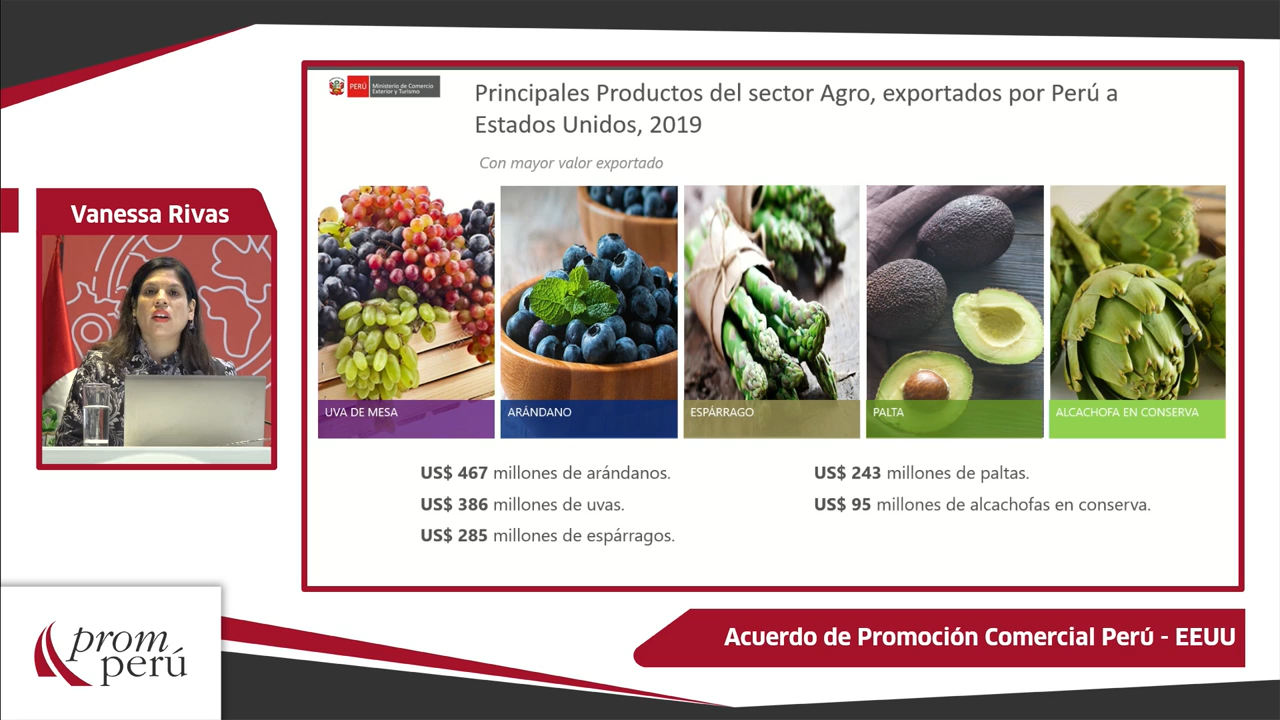 Vanessa Rivas
PERÚ
Ministerio de Comercio
Exterior y Turismo
Principales Productos del sector Agro, exportados por Perú a
Estados Unidos, 2019
Con mayor valor exportado
UVA DE MESA
ARÁNDANO
ESPÁRRAGO
PALTA
ALCACHOFA EN CONSERVA
US$ 467 millones de arándanos.
US$ 386 millones de uvas.
US$ 285 millones de espárragos.
US$ 243 millones de paltas.
US$ 95 millones de alcachofas en conserva.
prom
perú
Acuerdo de Promoción Comercial Perú - EEUU